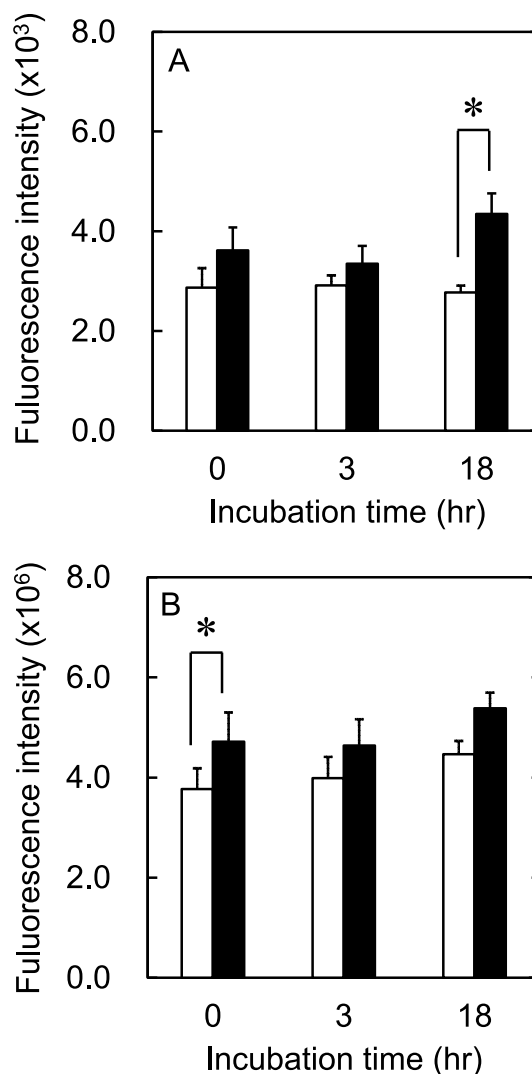 Fuluorescence intensity (x10³)
A
8.0
6.0
4.0
2.0
0.0
*
0 3 18
Incubation time (hr)
Fuluorescence intensity (x10⁶)
B
8.0
6.0
4.0
2.0
0.0
*
0 3 18
Incubation time (hr)